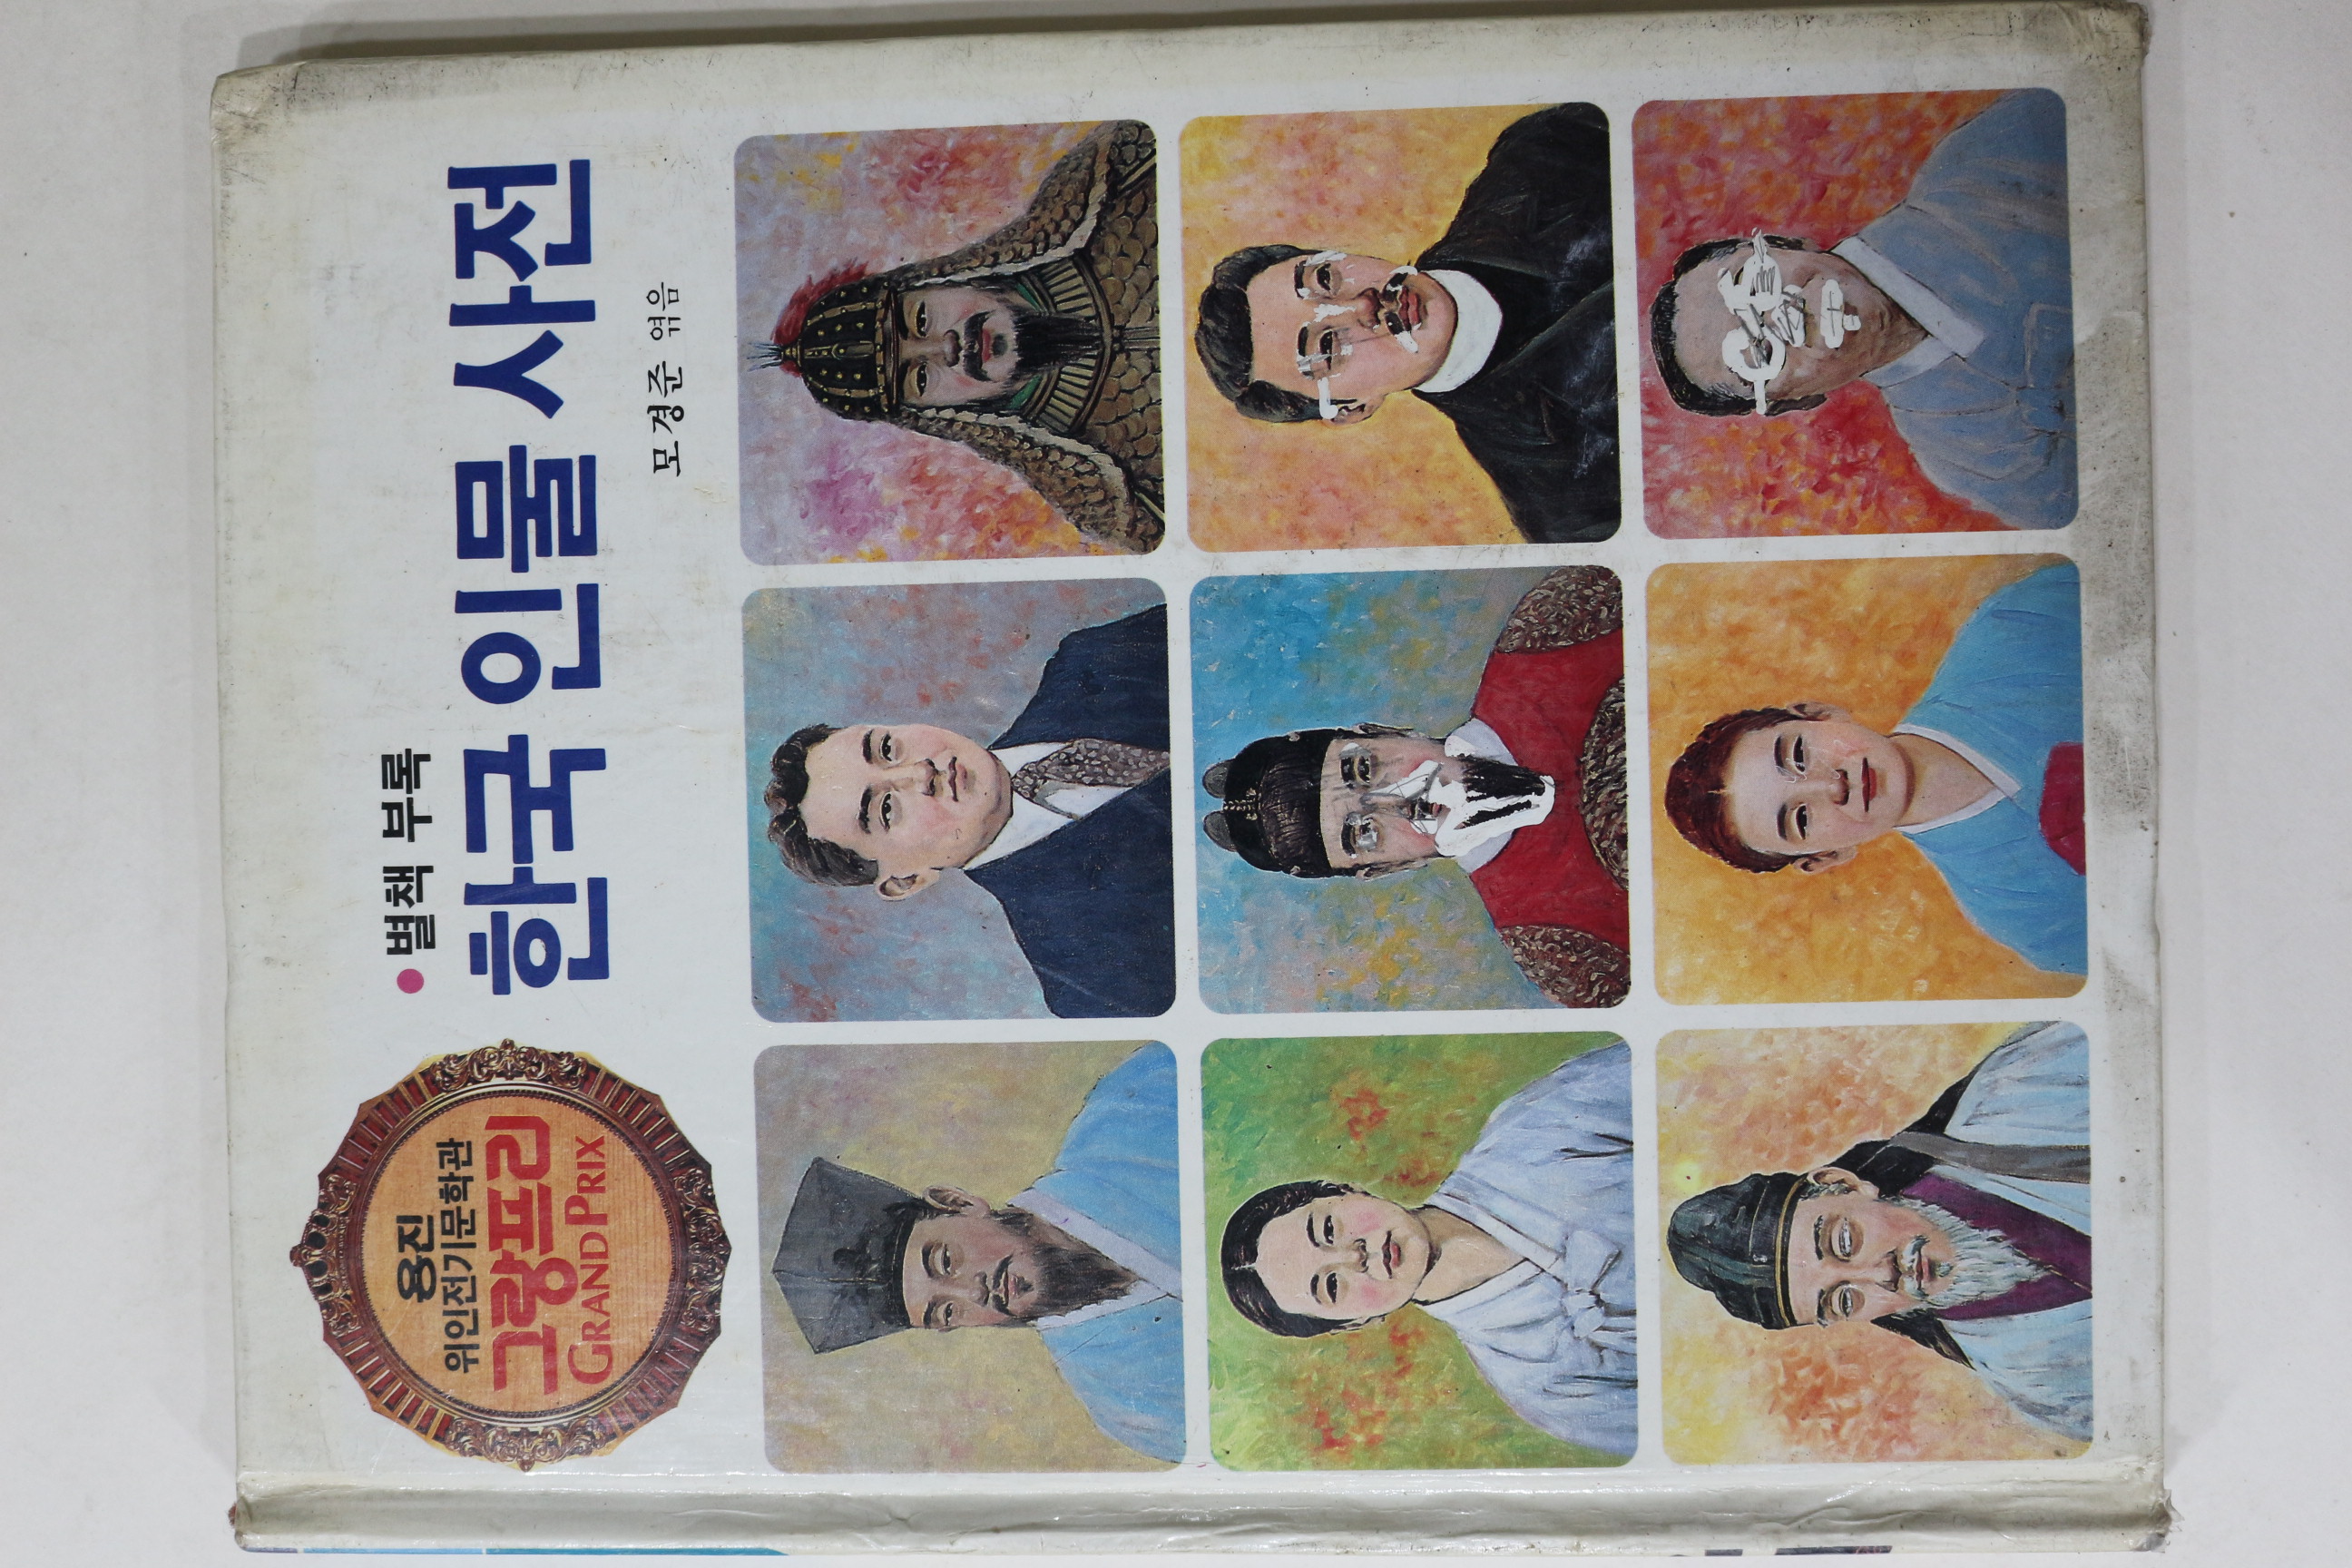 용진
위인전기문학관
그랑프리
GRAND PRIX
● 별책 부록
한국 인물 사전
모경준 엮음